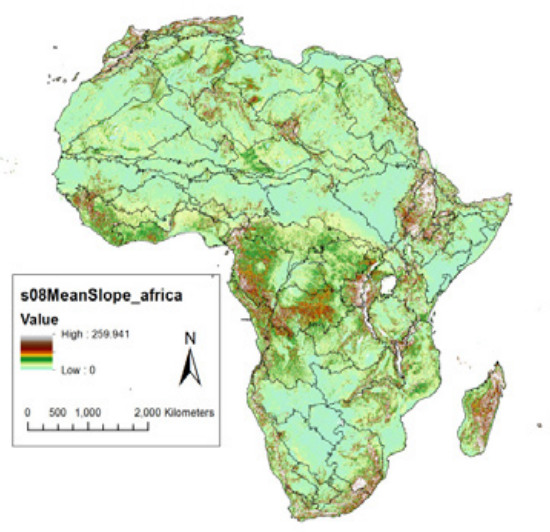 s08MeanSlope_africa
Value
High : 259.941
Low : 0
N
0 500 1,000 2,000 Kilometers